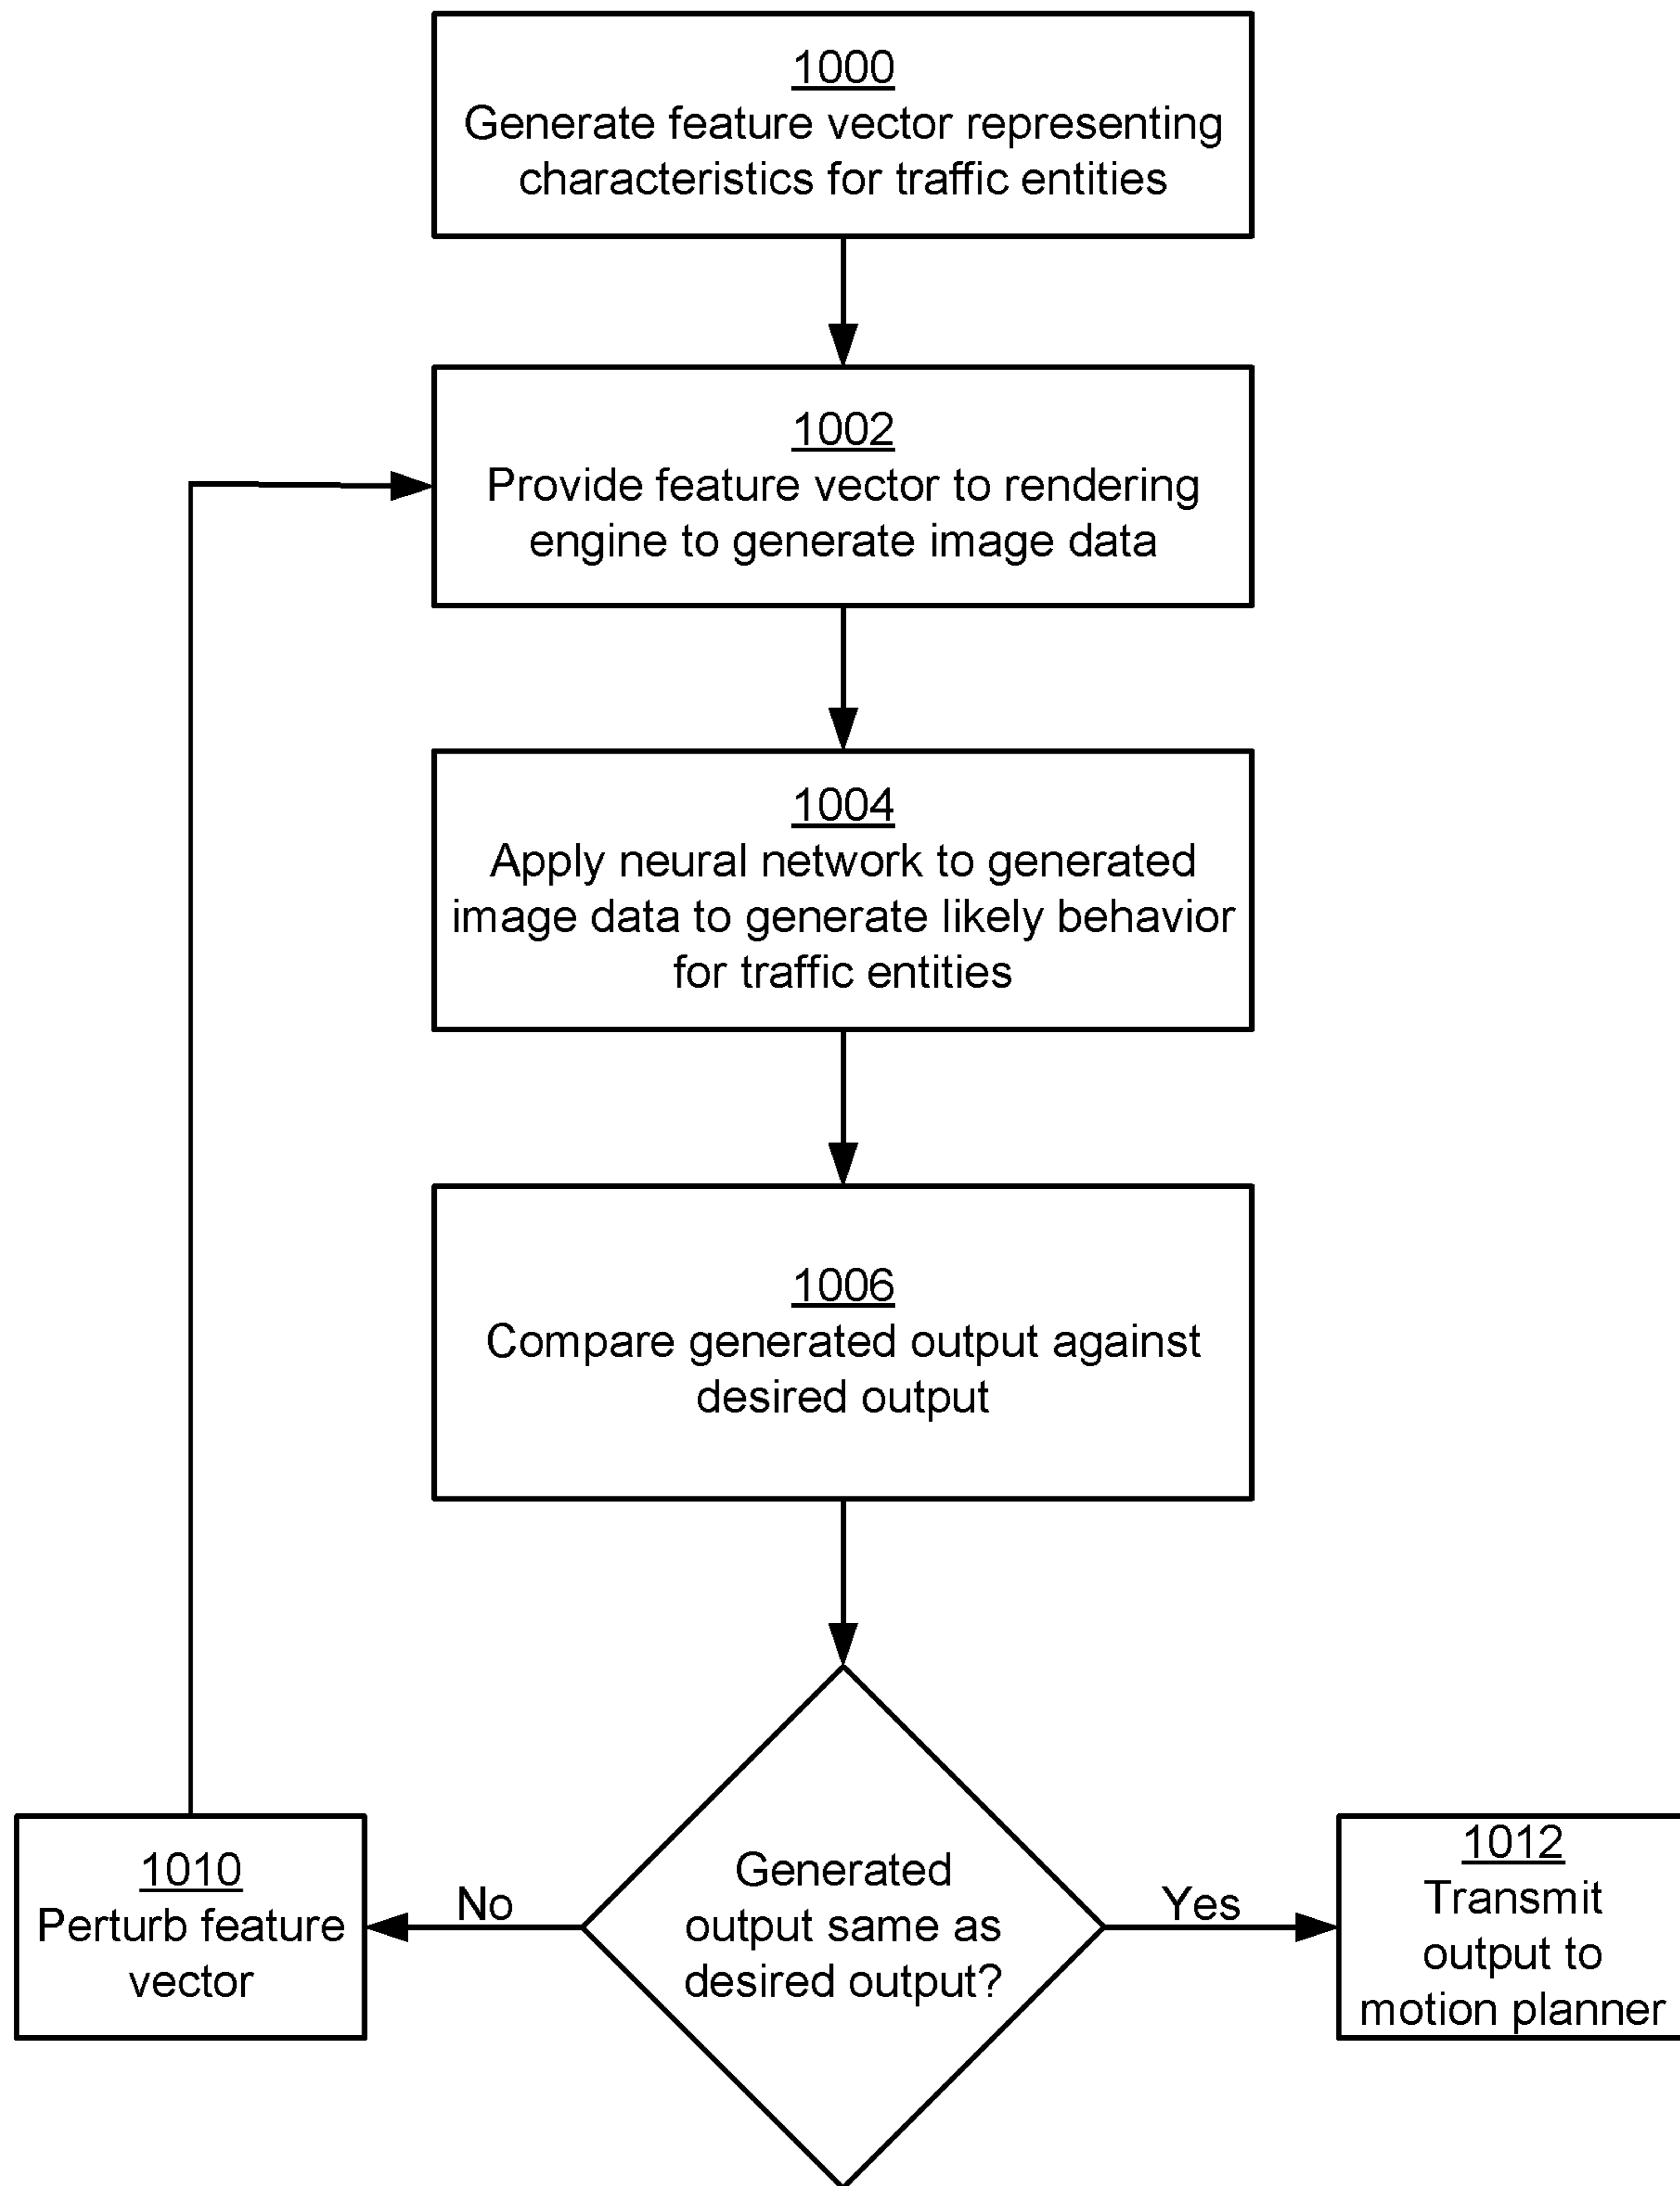 1000
Generate feature vector representing
characteristics for traffic entities
1002
Provide feature vector to rendering
engine to generate image data
1004
Apply neural network to generated
image data to generate likely behavior
for traffic entities
1006
Compare generated output against
desired output
Generated
output same as
desired output?
No
Yes
1010
Perturb feature
vector
1012
Transmit
output to
motion planner